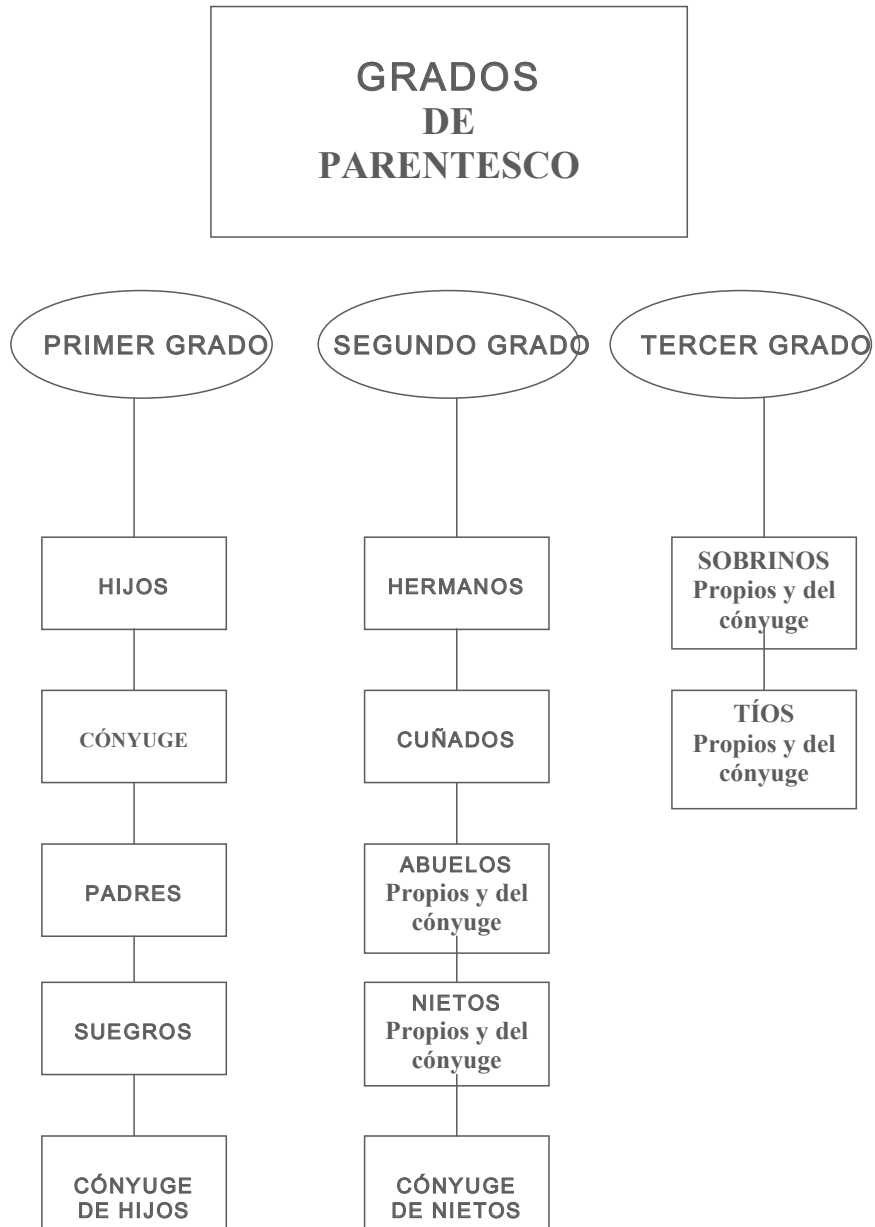 GRADOS
DE
PARENTESCO
PRIMER GRADO
HIJOS
CÓNYUGE
PADRES
SUEGROS
CÓNYUGE
DE HIJOS
SEGUNDO GRADO
HERMANOS
CUÑADOS
ABUELOS
Propios y del
cónyuge
NIETOS
Propios y del
cónyuge
CÓNYUGE
DE NIETOS
TERCER GRADO
SOBRINOS
Propios y del
cónyuge
TÍOS
Propios y del
cónyuge